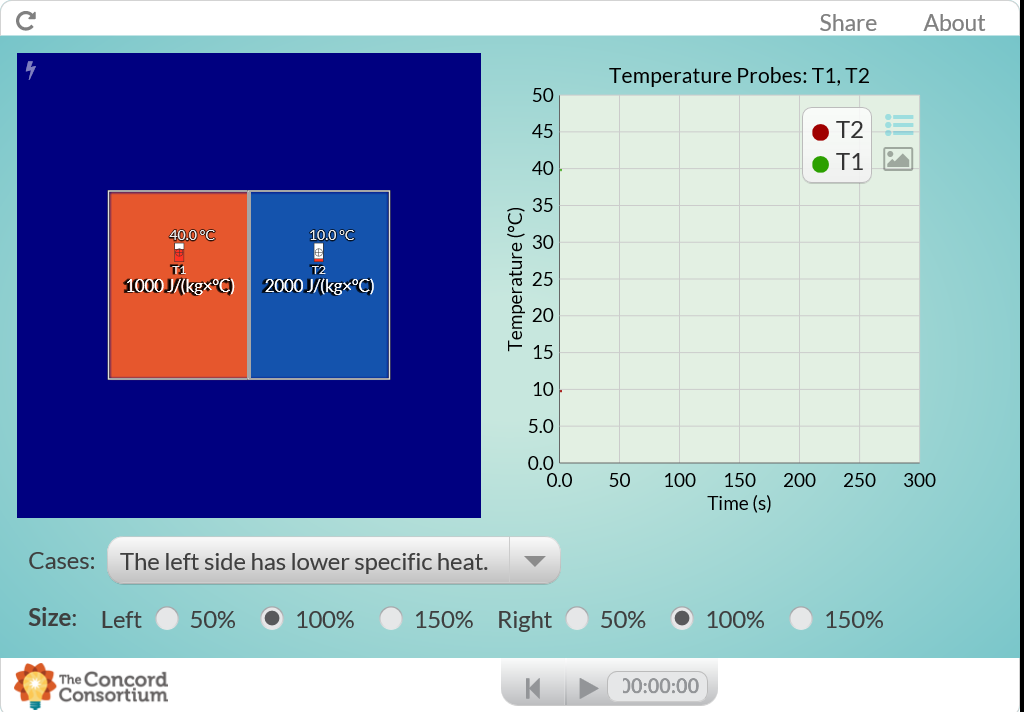 Share About
Temperature Probes: T1, T2
40.0 °C 10.0 °C
T1 T2
1000 J/(kg×°C) 2000 J/(kg×°C)
T2
T1
Temperature (°C)
50
45
40
35
30
25
20
15
10
5.0
0.0
0.0 50 100 150 200 250 300
Time (s)
Cases: The left side has lower specific heat.
Size: Left 50% 100% 150% Right 50% 100% 150%
The Concord
Consortium
00:00:00